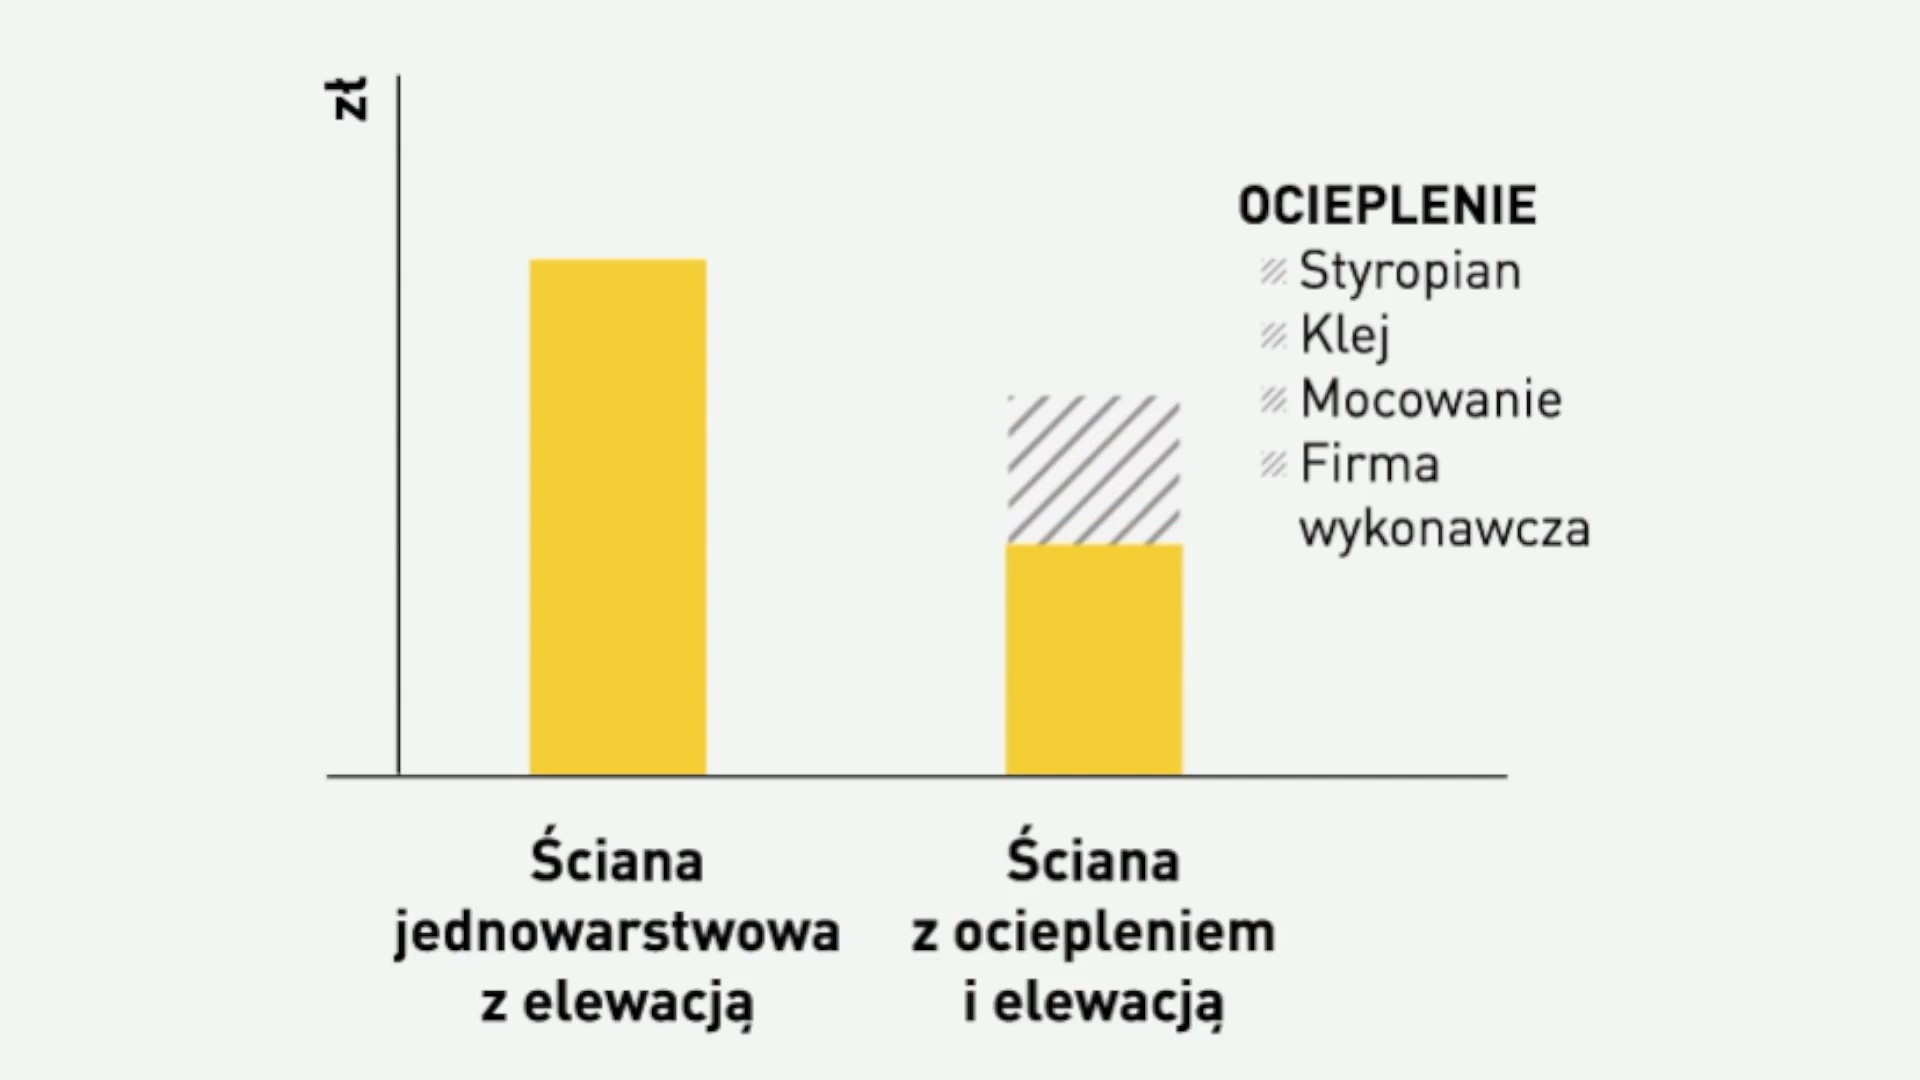 zł
OCIEPLENIE
Styropian
Klej
Mocowanie
Firma
wykonawcza
Ściana
jednowarstwowa
z elewacją
Ściana
z ociepleniem
i elewacją